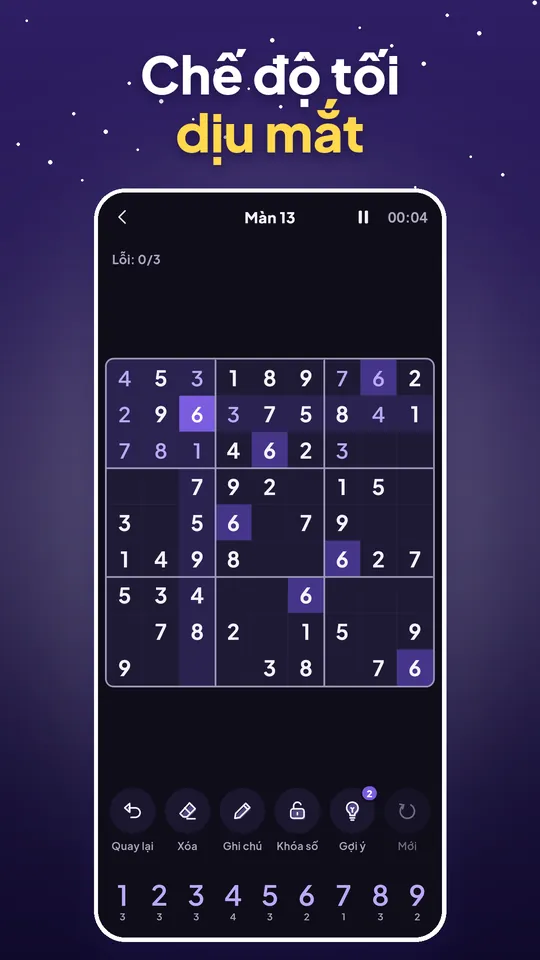 Chế độ tối
dịu mắt
Màn 13 00:04
Lỗi: 0/3
4 5 3 1 8 9 7 6 2
2 9 6 3 7 5 8 4 1
7 8 1 4 6 2 3
7 9 2 1 5
3 5 6 7 9
1 4 9 8 6 2 7
5 3 4 6
7 8 2 1 5 9
9 3 8 7 6
2
Quay lại Xóa Ghi chú Khóa số Gợi ý Mới
1 2 3 4 5 6 7 8 9
3 3 3 4 3 2 1 3 2